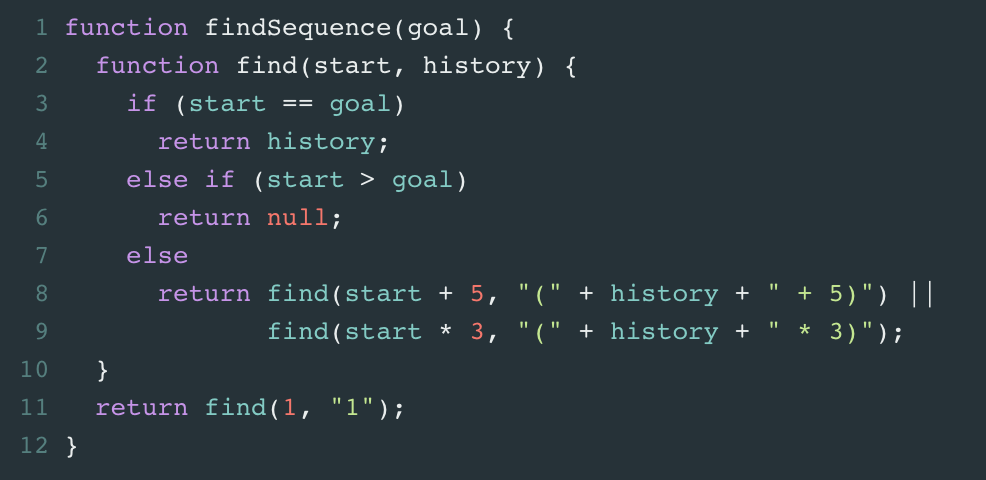 1 function findSequence(goal) {
2   function find(start, history) {
3     if (start == goal)
4       return history;
5     else if (start > goal)
6       return null;
7     else
8       return find(start + 5, "(" + history + " + 5)") ||
9              find(start * 3, "(" + history + " * 3)");
10   }
11   return find(1, "1");
12 }